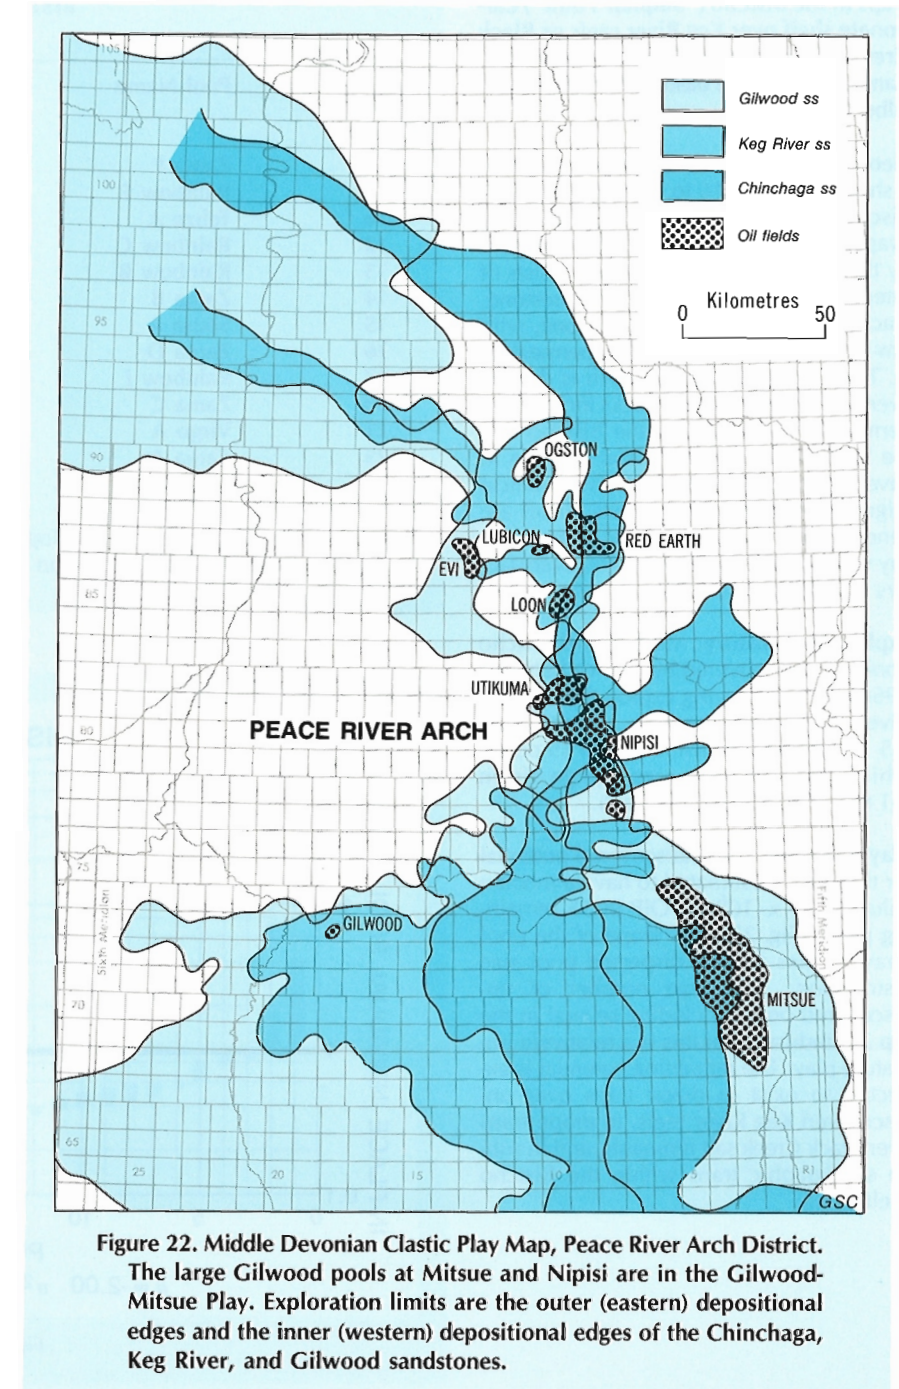 105
Gilwood ss
Keg River ss
100
Chinchaga ss
Oil fields
Kilometres
0 50
95
OGSTON
90
LUBICON
RED EARTH
EVI
85
LOON
UTIKUMA
PEACE RIVER ARCH
80
NIPISI
75
Sixth Meridian
Fifth Meridian
GILWOOD
70
MITSUE
65
25 20 15 10 5 R1
GSC
Figure 22. Middle Devonian Clastic Play Map, Peace River Arch District.
The large Gilwood pools at Mitsue and Nipisi are in the Gilwood-
Mitsue Play. Exploration limits are the outer (eastern) depositional
edges and the inner (western) depositional edges of the Chinchaga,
Keg River, and Gilwood sandstones.